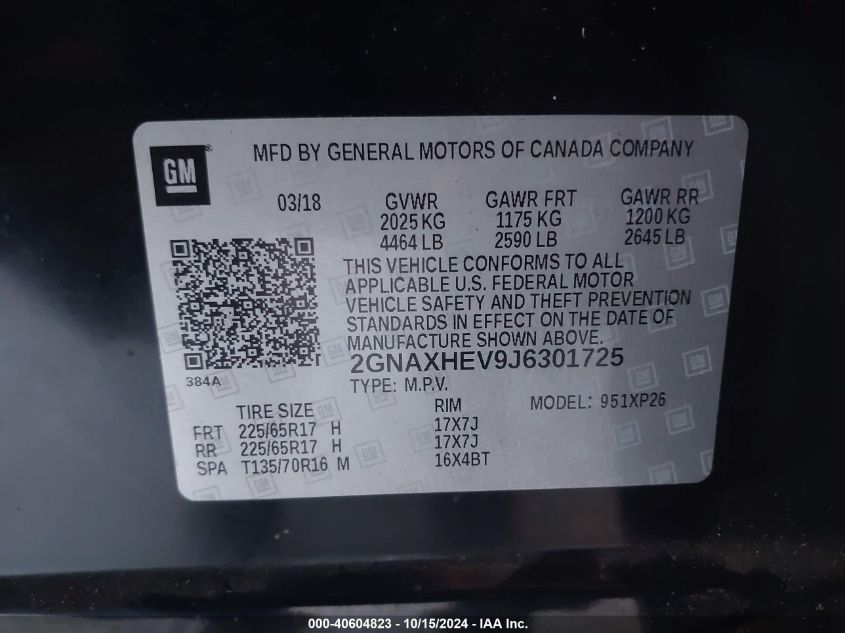 GM
MFD BY GENERAL MOTORS OF CANADA COMPANY
03/18 GVWR GAWR FRT GAWR RR
2025 KG 1175 KG 1200 KG
4464 LB 2590 LB 2645 LB
THIS VEHICLE CONFORMS TO ALL
APPLICABLE U.S. FEDERAL MOTOR
VEHICLE SAFETY AND THEFT PREVENTION
STANDARDS IN EFFECT ON THE DATE OF
MANUFACTURE SHOWN ABOVE.
2GNAXHEV9J6301725
384A
TYPE: M.P.V.
TIRE SIZE RIM MODEL: 951XP26
FRT 225/65R17 H 17X7J
RR 225/65R17 H 17X7J
SPA T135/70R16 M 16X4BT
000-40604823 - 10/15/2024 - IAA Inc.